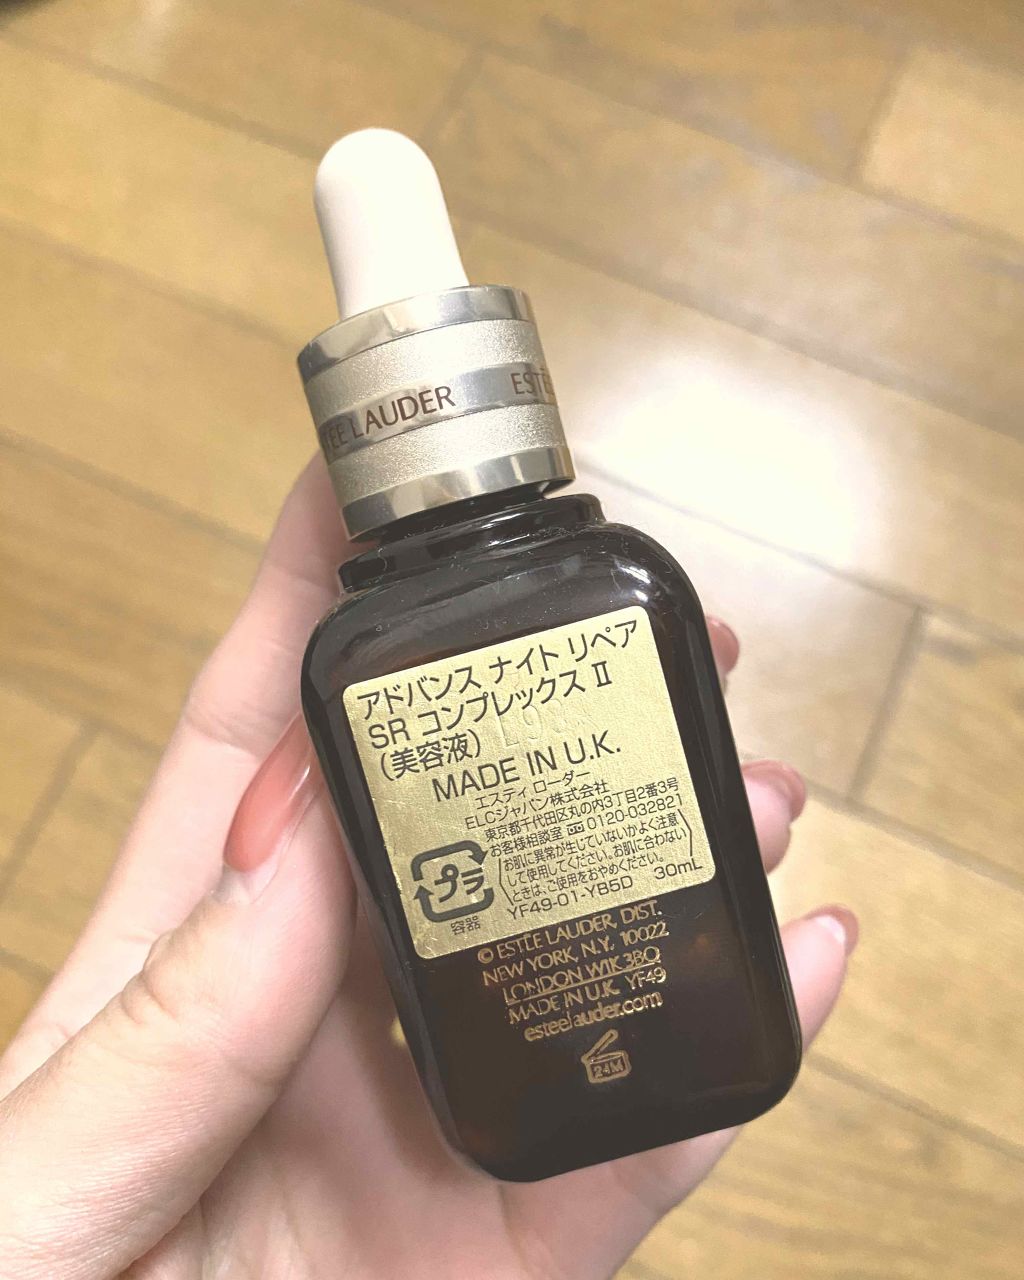 ESTĒE LAUDER EST
アドバンス ナイト リペア
SR コンプレックス II
(美容液)
MADE IN U.K.
エスティ ローダー
ELCジャパン株式会社
東京都千代田区丸の内3丁目2番3号
お客様相談室 0120-032821
お肌に異常が生じていないかよく注意
して使用してください。お肌に合わない
ときは、ご使用をおやめください。
プラ
容器
YF49-01-YB5D 30mL
© ESTĒE LAUDER, DIST.
NEW YORK, N.Y. 10022
LONDON W1K 3BQ
MADE IN U.K. YF49
esteelauder.com
24M